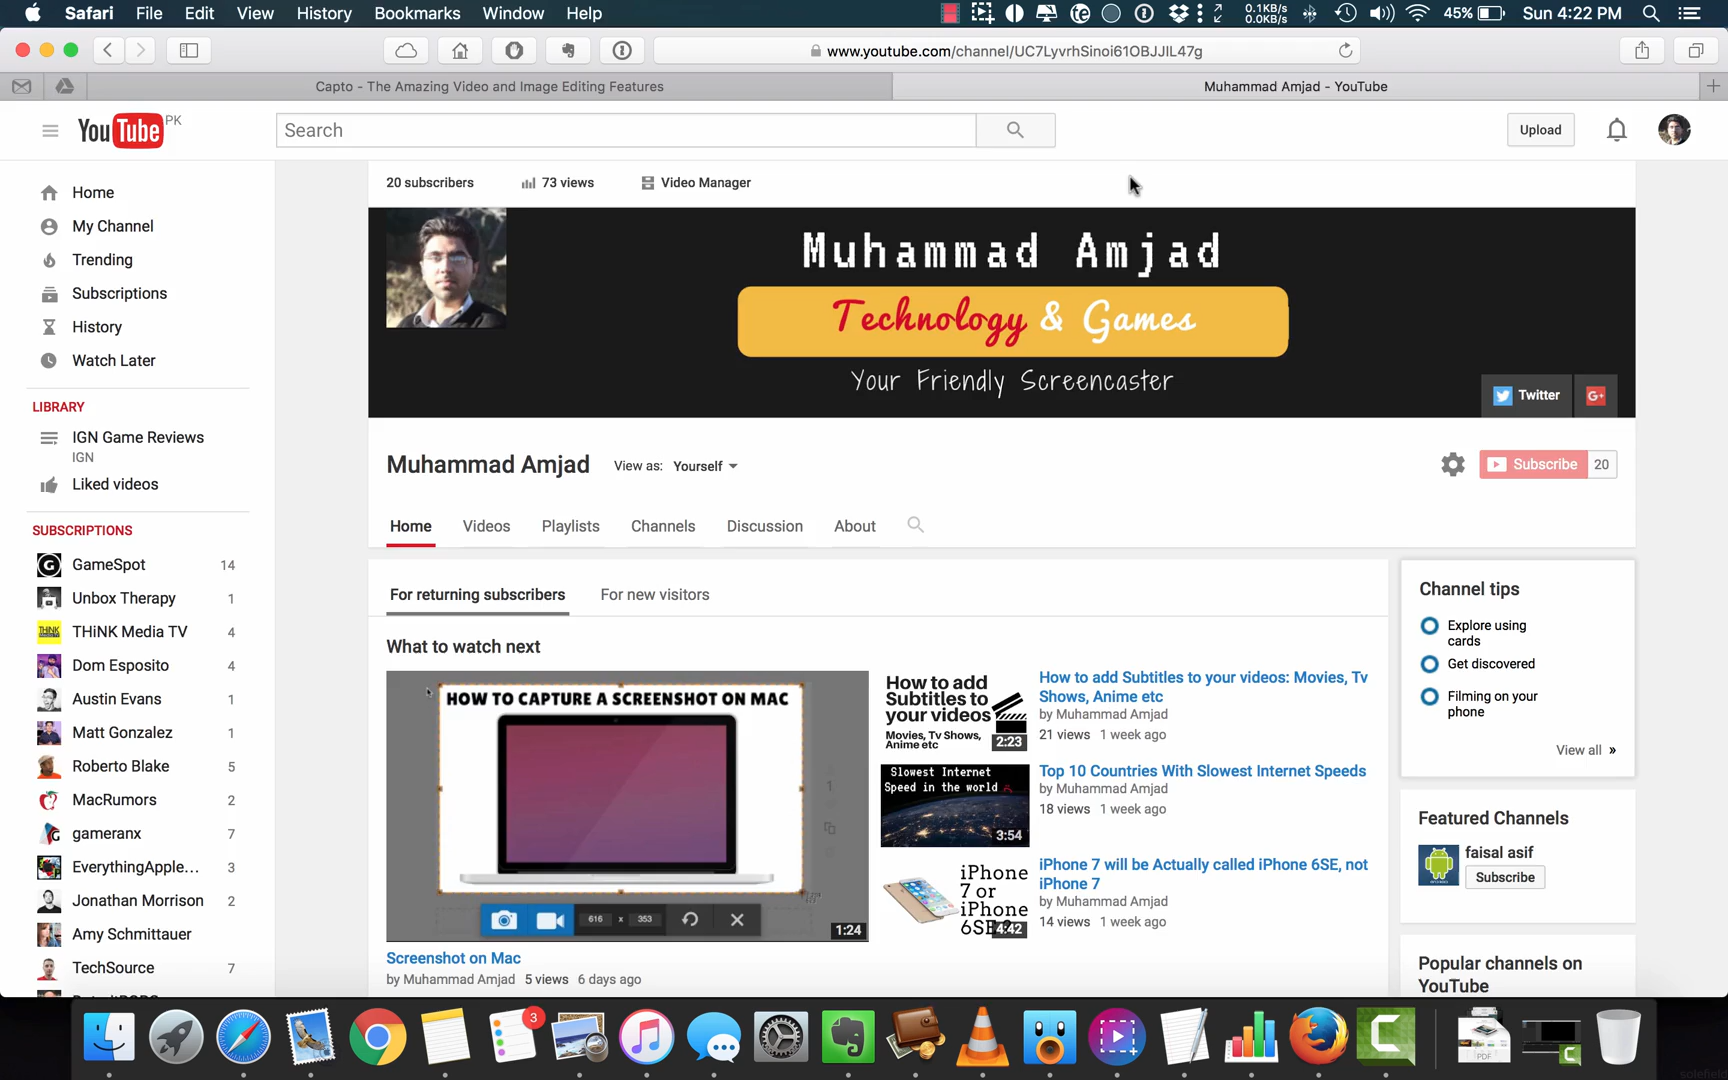 Safari File Edit View History Bookmarks Window Help 0.1KB/s 0.0KB/s 45% Sun 4:22 PM
www.youtube.com/channel/UC7LyvrhSinoi61OBJJIL47g
Capto - The Amazing Video and Image Editing Features
Muhammad Amjad - YouTube
YouTube PK
Search
Upload
20 subscribers 73 views Video Manager
Home
My Channel
Trending
Subscriptions
History
Watch Later
LIBRARY
IGN Game Reviews
IGN
Liked videos
SUBSCRIPTIONS
GameSpot 14
Unbox Therapy 1
THiNK Media TV 4
Dom Esposito 4
Austin Evans 1
Matt Gonzalez 1
Roberto Blake 5
MacRumors 2
gameranx 7
EverythingApple... 3
Jonathan Morrison 2
Amy Schmittauer
TechSource 7
Muhammad Amjad
Technology & Games
Your Friendly Screencaster
Twitter
G+
Muhammad Amjad View as: Yourself
Subscribe 20
Home Videos Playlists Channels Discussion About
For returning subscribers For new visitors
What to watch next
HOW TO CAPTURE A SCREENSHOT ON MAC
616 x 353
1:24
Screenshot on Mac
by Muhammad Amjad 5 views 6 days ago
How to add
Subtitles to
your videos
Movies, Tv Shows,
Anime etc
2:23
How to add Subtitles to your videos: Movies, Tv
Shows, Anime etc
by Muhammad Amjad
21 views 1 week ago
Slowest Internet
Speed in the world
3:54
Top 10 Countries With Slowest Internet Speeds
by Muhammad Amjad
18 views 1 week ago
iPhone
7 or
iPhone
6SE
4:42
iPhone 7 will be Actually called iPhone 6SE, not
iPhone 7
by Muhammad Amjad
14 views 1 week ago
Channel tips
Explore using
cards
Get discovered
Filming on your
phone
View all »
Featured Channels
faisal asif
Subscribe
Popular channels on
YouTube
3
PDF